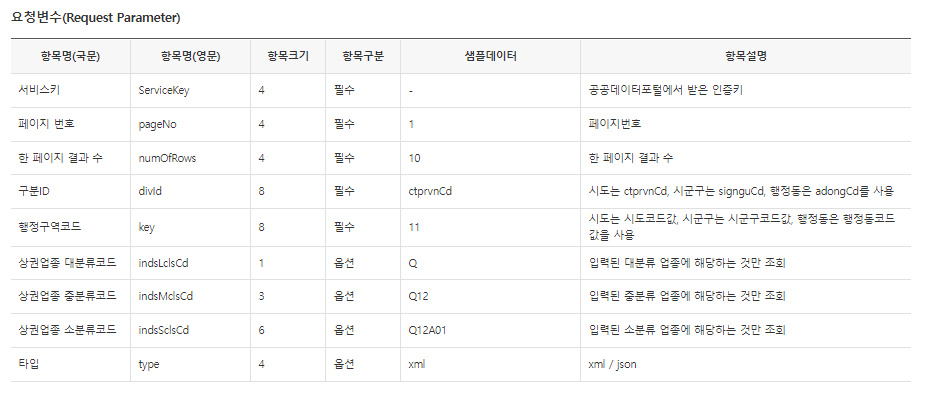 요청변수(Request Parameter)
항목명(국문) 항목명(영문) 항목크기 항목구분 샘플데이터 항목설명
서비스키 ServiceKey 4 필수 - 공공데이터포털에서 받은 인증키
페이지 번호 pageNo 4 필수 1 페이지번호
한 페이지 결과 수 numOfRows 4 필수 10 한 페이지 결과 수
구분ID divId 8 필수 ctprvnCd 시도는 ctprvnCd, 시군구는 signguCd, 행정동은 adongCd를 사용
행정구역코드 key 8 필수 11 시도는 시도코드값, 시군구는 시군구코드값, 행정동은 행정동코드
값을 사용
상권업종 대분류코드 indsLclsCd 1 옵션 Q 입력된 대분류 업종에 해당하는 것만 조회
상권업종 중분류코드 indsMclsCd 3 옵션 Q12 입력된 중분류 업종에 해당하는 것만 조회
상권업종 소분류코드 indsSclsCd 6 옵션 Q12A01 입력된 소분류 업종에 해당하는 것만 조회
타입 type 4 옵션 xml xml / json